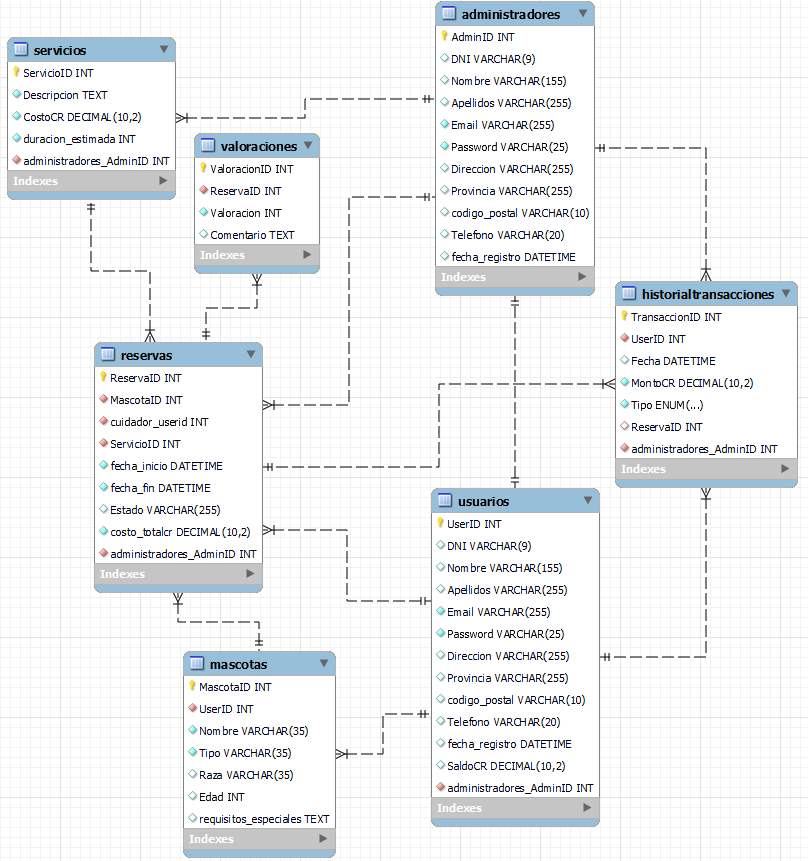 servicios
ServicioID INT
Descripcion TEXT
CostoCR DECIMAL(10,2)
duracion_estimada INT
administradores_AdminID INT
Indexes
valoraciones
ValoracionID INT
ReservaID INT
Valoracion INT
Comentario TEXT
Indexes
administradores
AdminID INT
DNI VARCHAR(9)
Nombre VARCHAR(155)
Apellidos VARCHAR(255)
Email VARCHAR(255)
Password VARCHAR(25)
Direccion VARCHAR(255)
Provincia VARCHAR(255)
codigo_postal VARCHAR(10)
Telefono VARCHAR(20)
fecha_registro DATETIME
Indexes
historialtransacciones
TransaccionID INT
UserID INT
Fecha DATETIME
MontoCR DECIMAL(10,2)
Tipo ENUM(...)
ReservaID INT
administradores_AdminID INT
Indexes
reservas
ReservaID INT
MascotaID INT
cuidador_userid INT
ServicioID INT
fecha_inicio DATETIME
fecha_fin DATETIME
Estado VARCHAR(255)
costo_totalcr DECIMAL(10,2)
administradores_AdminID INT
Indexes
usuarios
UserID INT
DNI VARCHAR(9)
Nombre VARCHAR(155)
Apellidos VARCHAR(255)
Email VARCHAR(255)
Password VARCHAR(25)
Direccion VARCHAR(255)
Provincia VARCHAR(255)
codigo_postal VARCHAR(10)
Telefono VARCHAR(20)
fecha_registro DATETIME
SaldoCR DECIMAL(10,2)
administradores_AdminID INT
Indexes
mascotas
MascotaID INT
UserID INT
Nombre VARCHAR(35)
Tipo VARCHAR(35)
Raza VARCHAR(35)
Edad INT
requisitos_especiales TEXT
Indexes